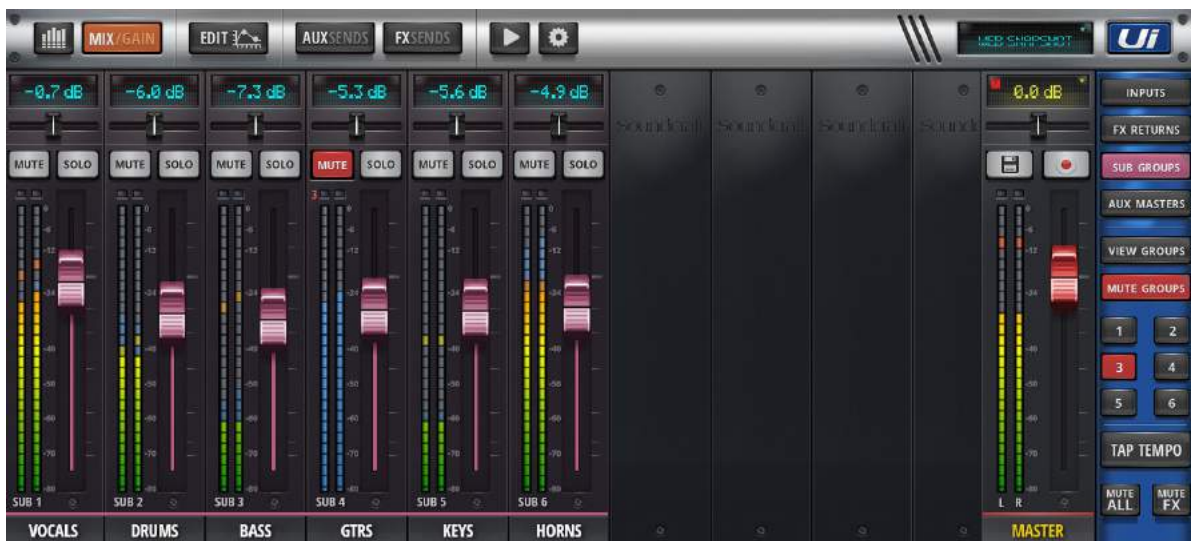 MIX/GAIN EDIT AUXSENDS FXSENDS Ui
-0.7 dB -6.0 dB -7.3 dB -5.3 dB -5.6 dB -4.9 dB 0.0 dB INPUTS
Soundcraft Soundcraft Soundcraft Soundc FX RETURNS
MUTE SOLO MUTE SOLO MUTE SOLO MUTE SOLO MUTE SOLO MUTE SOLO SUB GROUPS
3
AUX MASTERS
VIEW GROUPS
MUTE GROUPS
1 2
3 4
5 6
TAP TEMPO
MUTE ALL MUTE FX
SUB 1 SUB 2 SUB 3 SUB 4 SUB 5 SUB 6 L R
VOCALS DRUMS BASS GTRS KEYS HORNS MASTER